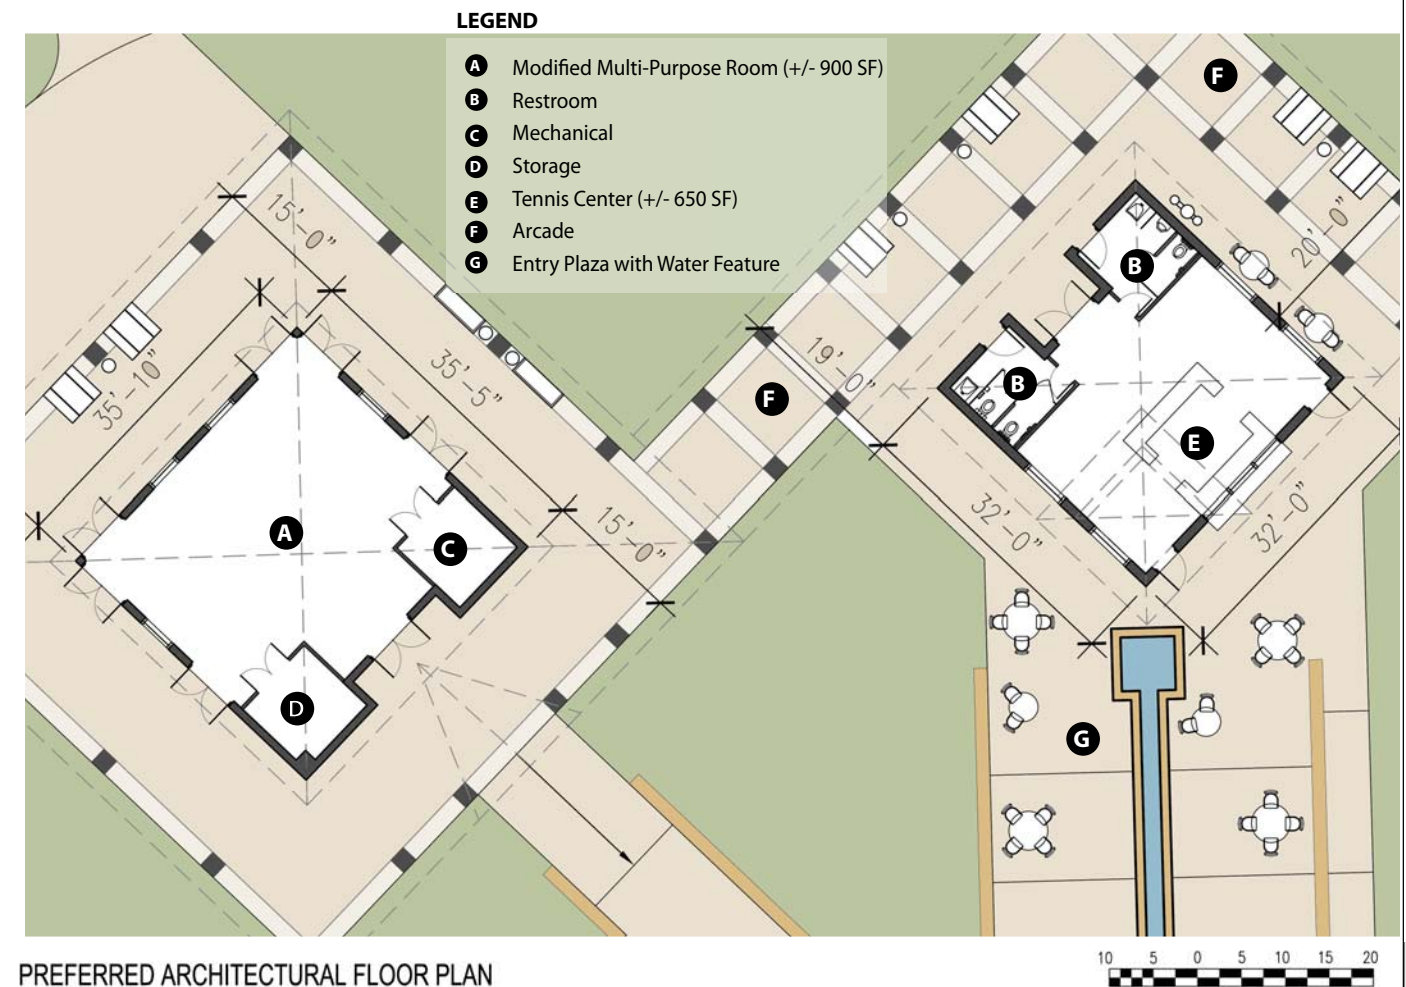 LEGEND
A Modified Multi-Purpose Room (+/- 900 SF)
B Restroom
C Mechanical
D Storage
E Tennis Center (+/- 650 SF)
F Arcade
G Entry Plaza with Water Feature
F
15'-0"
20'-0"
B
35'-10"
35'-5"
19'-0"
F
B
E
A
C
15'-0"
32'-0"
32'-0"
D
G
PREFERRED ARCHITECTURAL FLOOR PLAN
10 5 0 5 10 15 20